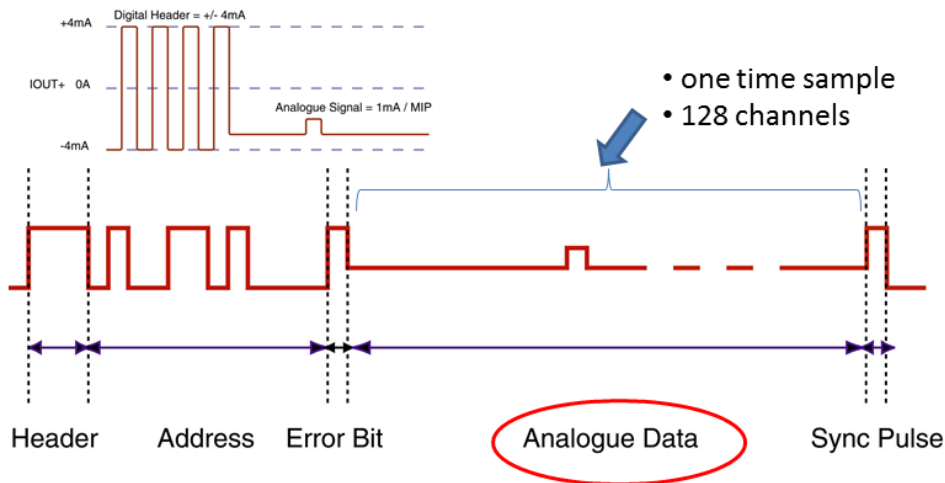 Digital Header = +/- 4mA
+4mA
IOUT+ 0A
Analogue Signal = 1mA / MIP
-4mA
• one time sample
• 128 channels
Header
Address
Error Bit
Analogue Data
Sync Pulse